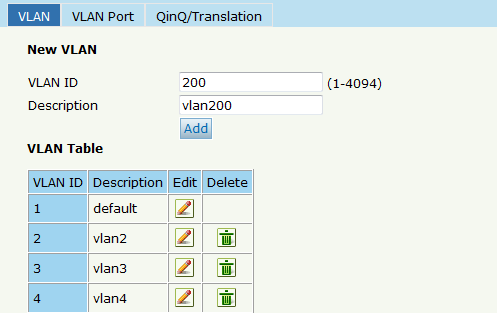 VLAN VLAN Port QinQ/Translation
New VLAN
VLAN ID 200 (1-4094)
Description vlan200
Add
VLAN Table
VLAN ID Description Edit Delete
1 default
2 vlan2
3 vlan3
4 vlan4